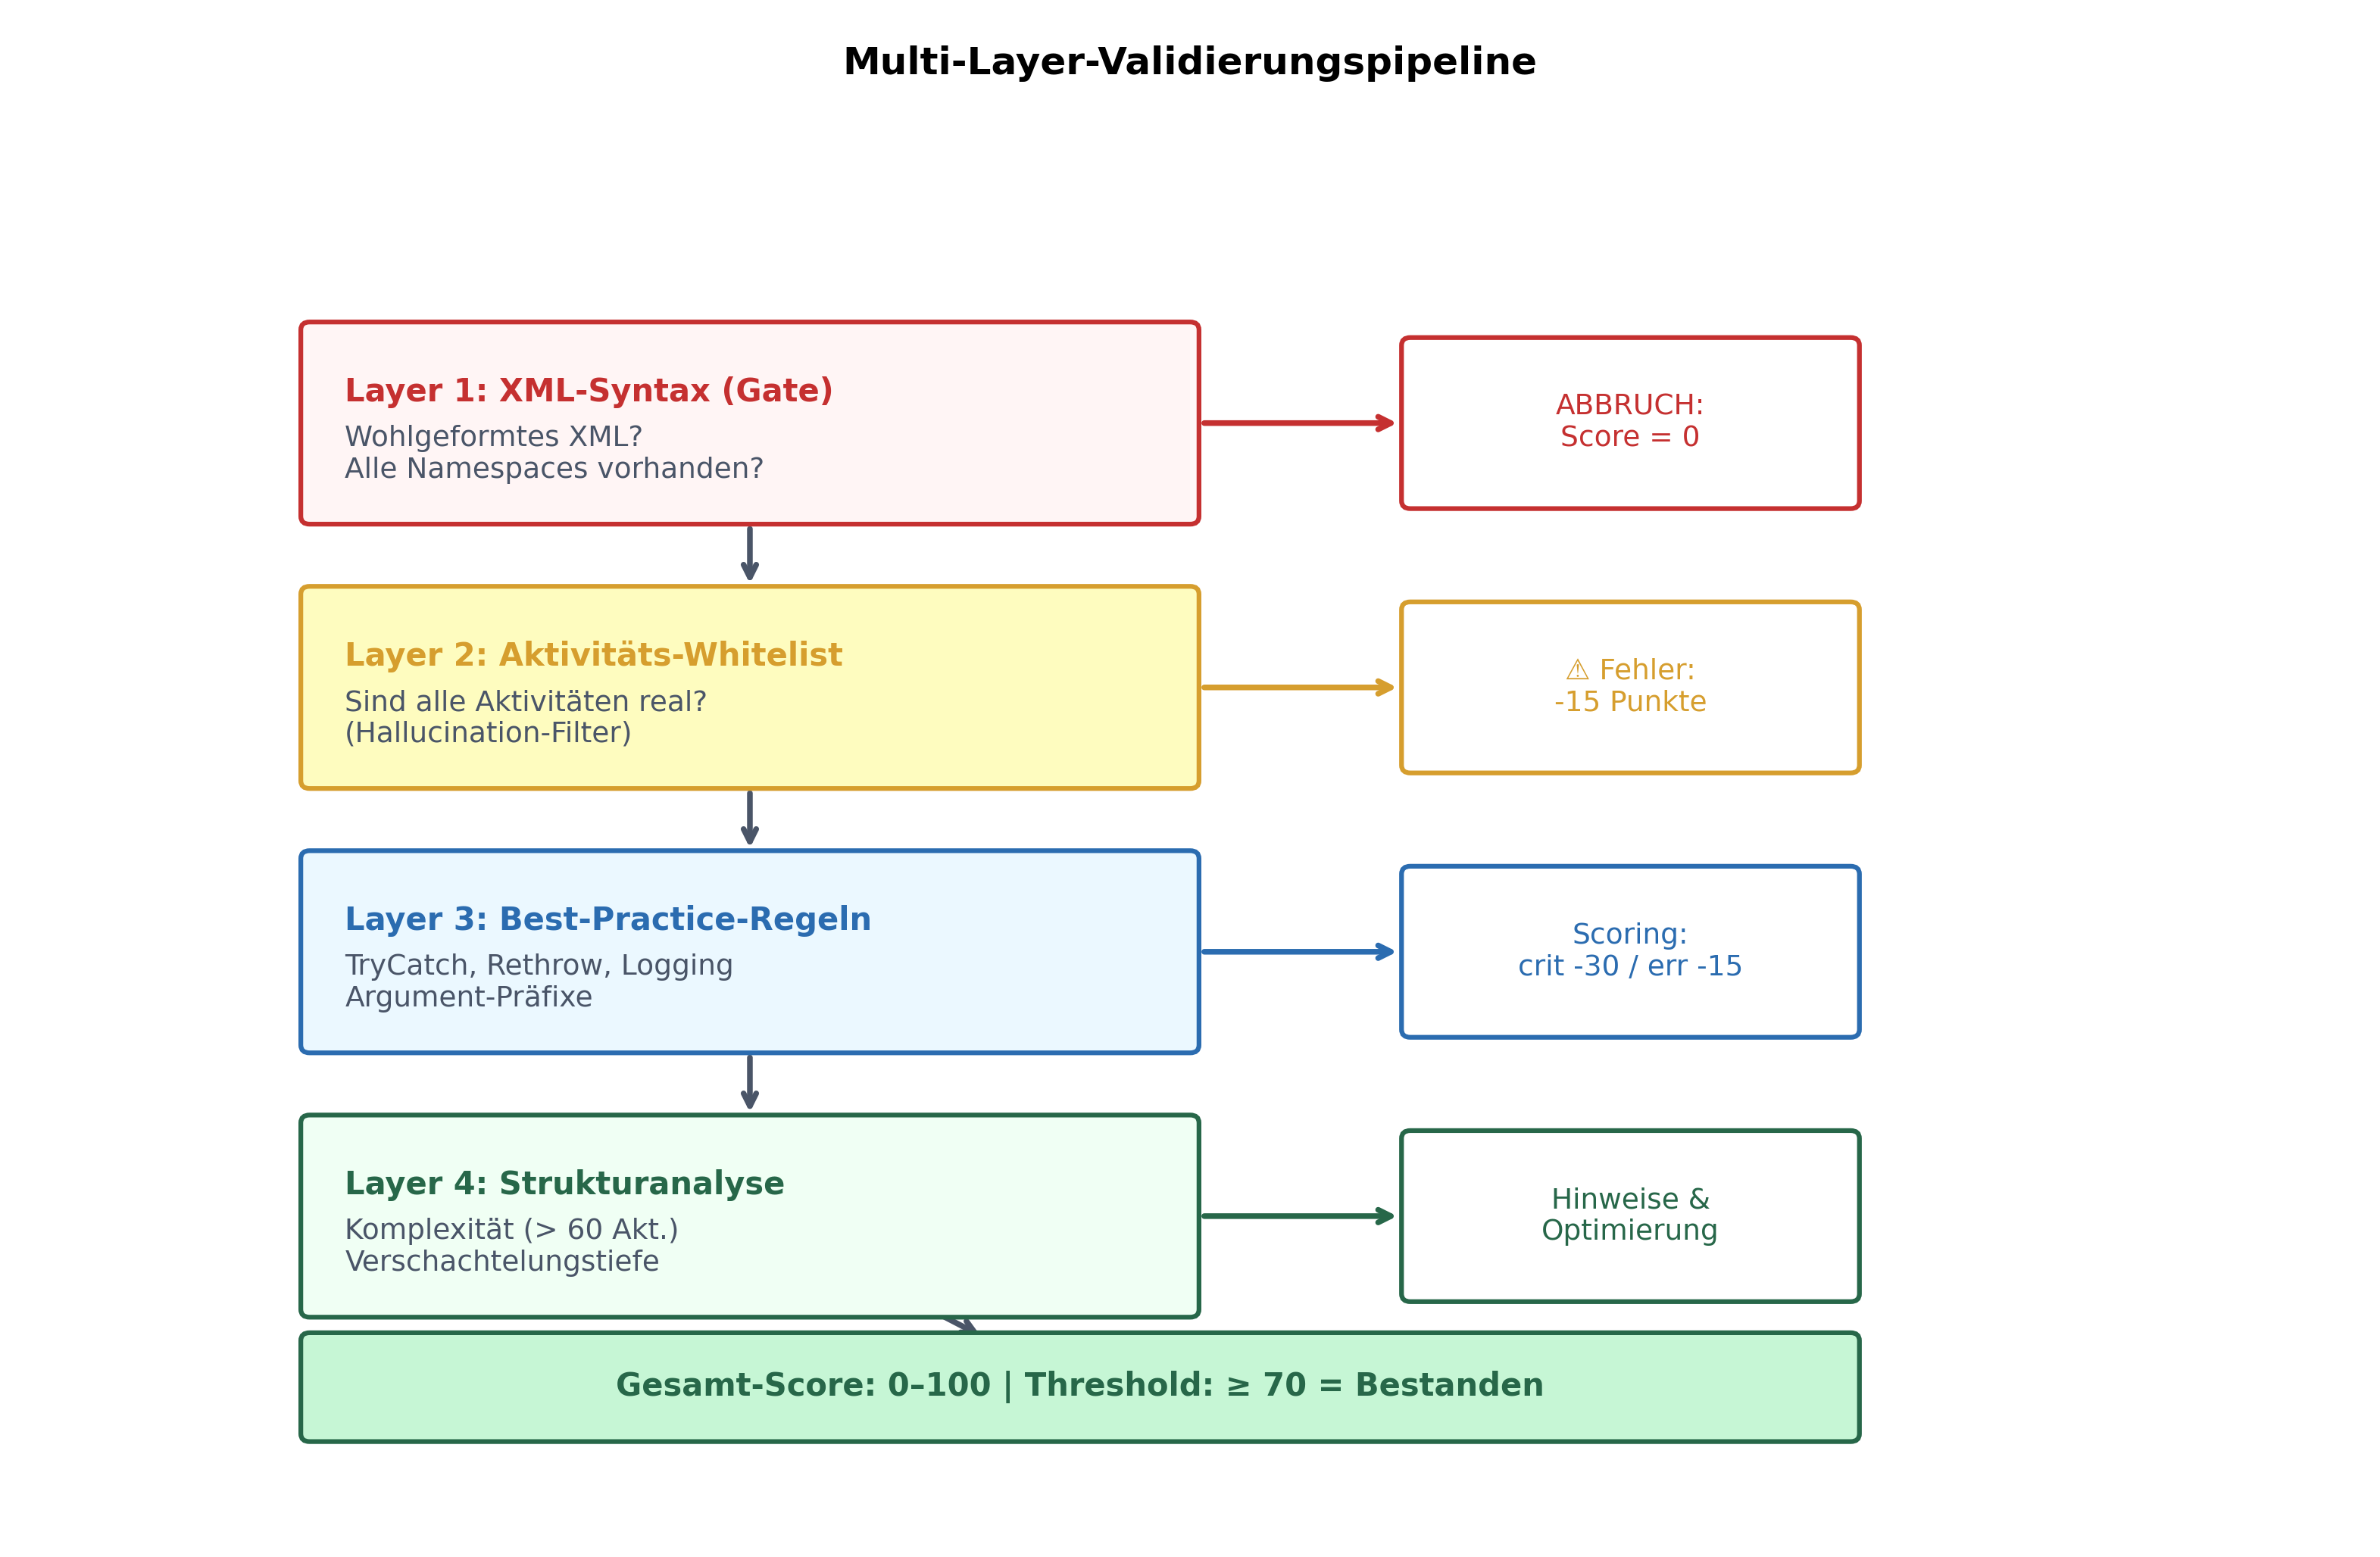 Multi-Layer-Validierungspipeline
Layer 1: XML-Syntax (Gate)
Wohlgeformtes XML?
Alle Namespaces vorhanden?
ABBRUCH:
Score = 0
Layer 2: Aktivitäts-Whitelist
Sind alle Aktivitäten real?
(Hallucination-Filter)
⚠ Fehler:
-15 Punkte
Layer 3: Best-Practice-Regeln
TryCatch, Rethrow, Logging
Argument-Präfixe
Scoring:
crit -30 / err -15
Layer 4: Strukturanalyse
Komplexität (> 60 Akt.)
Verschachtelungstiefe
Hinweise &
Optimierung
Gesamt-Score: 0–100 | Threshold: ≥ 70 = Bestanden